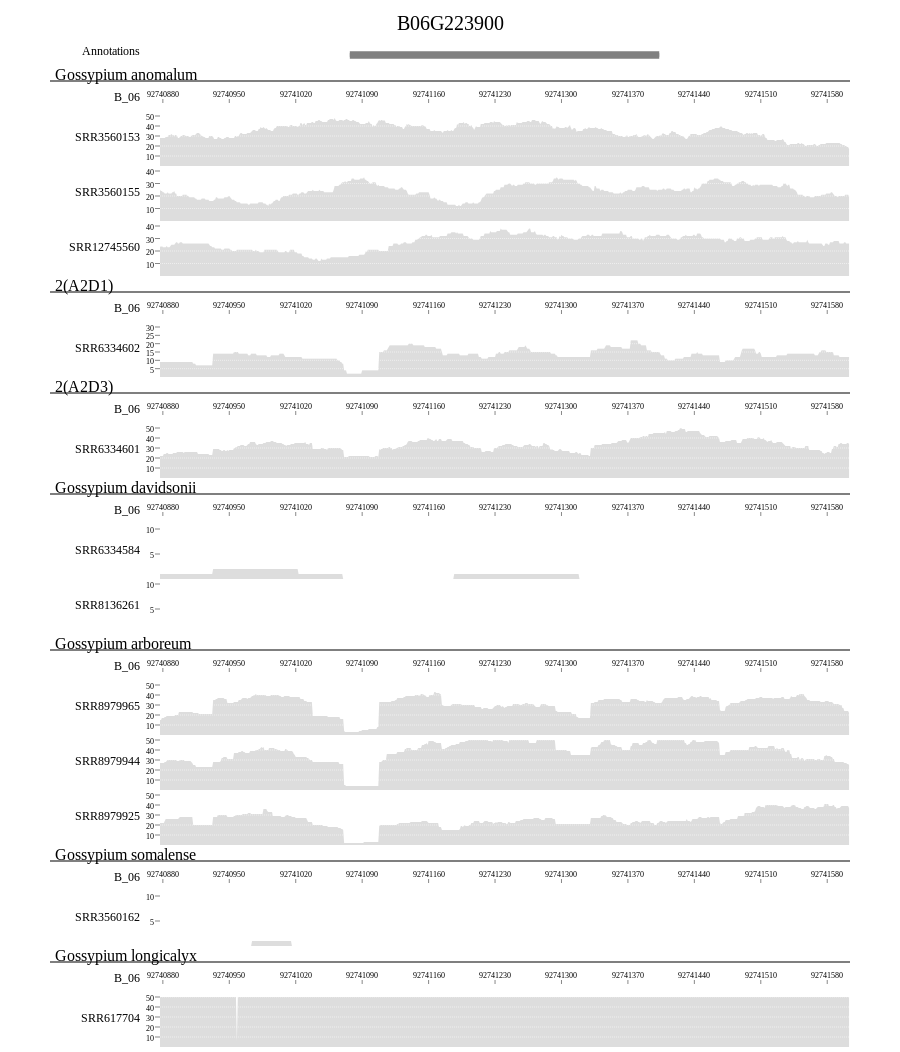 B06G223900
Annotations
Gossypium anomalum
B_06 92740880 92740950 92741020 92741090 92741160 92741230 92741300 92741370 92741440 92741510 92741580
SRR3560153 50 40 30 20 10
SRR3560155 40 30 20 10
SRR12745560 40 30 20 10
2(A2D1)
B_06 92740880 92740950 92741020 92741090 92741160 92741230 92741300 92741370 92741440 92741510 92741580
SRR6334602 30 25 20 15 10 5
2(A2D3)
B_06 92740880 92740950 92741020 92741090 92741160 92741230 92741300 92741370 92741440 92741510 92741580
SRR6334601 50 40 30 20 10
Gossypium davidsonii
B_06 92740880 92740950 92741020 92741090 92741160 92741230 92741300 92741370 92741440 92741510 92741580
SRR6334584 10 5
SRR8136261 10 5
Gossypium arboreum
B_06 92740880 92740950 92741020 92741090 92741160 92741230 92741300 92741370 92741440 92741510 92741580
SRR8979965 50 40 30 20 10
SRR8979944 50 40 30 20 10
SRR8979925 50 40 30 20 10
Gossypium somalense
B_06 92740880 92740950 92741020 92741090 92741160 92741230 92741300 92741370 92741440 92741510 92741580
SRR3560162 10 5
Gossypium longicalyx
B_06 92740880 92740950 92741020 92741090 92741160 92741230 92741300 92741370 92741440 92741510 92741580
SRR617704 50 40 30 20 10